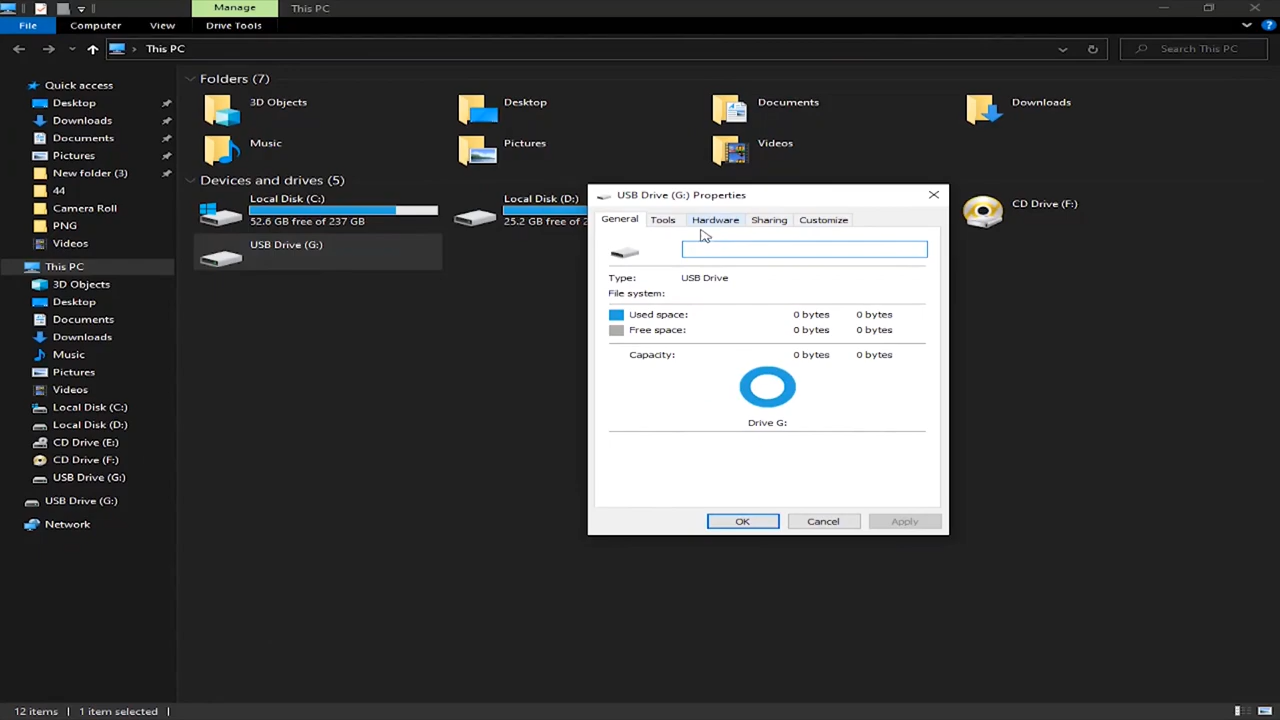 Manage
This PC
File
Computer
View
Drive Tools
This PC
Search This PC
Quick access
Desktop
Downloads
Documents
Pictures
New folder (3)
44
Camera Roll
PNG
Videos
This PC
3D Objects
Desktop
Documents
Downloads
Music
Pictures
Videos
Local Disk (C:)
Local Disk (D:)
CD Drive (E:)
CD Drive (F:)
USB Drive (G:)
USB Drive (G:)
Network
Folders (7)
3D Objects
Desktop
Documents
Downloads
Music
Pictures
Videos
Devices and drives (5)
Local Disk (C:)
52.6 GB free of 237 GB
Local Disk (D:)
25.2 GB free of 2
CD Drive (F:)
USB Drive (G:)
USB Drive (G:) Properties
General
Tools
Hardware
Sharing
Customize
Type: USB Drive
File system:
Used space: 0 bytes 0 bytes
Free space: 0 bytes 0 bytes
Capacity: 0 bytes 0 bytes
Drive G:
OK
Cancel
Apply
12 items
1 item selected